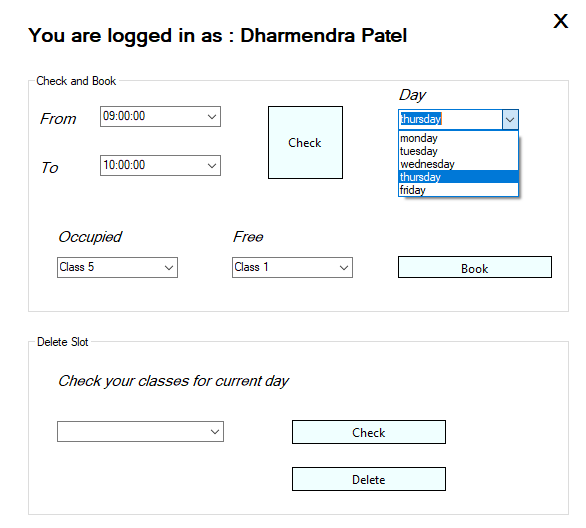 X
You are logged in as : Dharmendra Patel
Check and Book
From
09:00:00
Check
Day
thursday
monday
tuesday
wednesday
thursday
friday
To
10:00:00
Occupied
Free
Class 5
Class 1
Book
Delete Slot
Check your classes for current day
Check
Delete